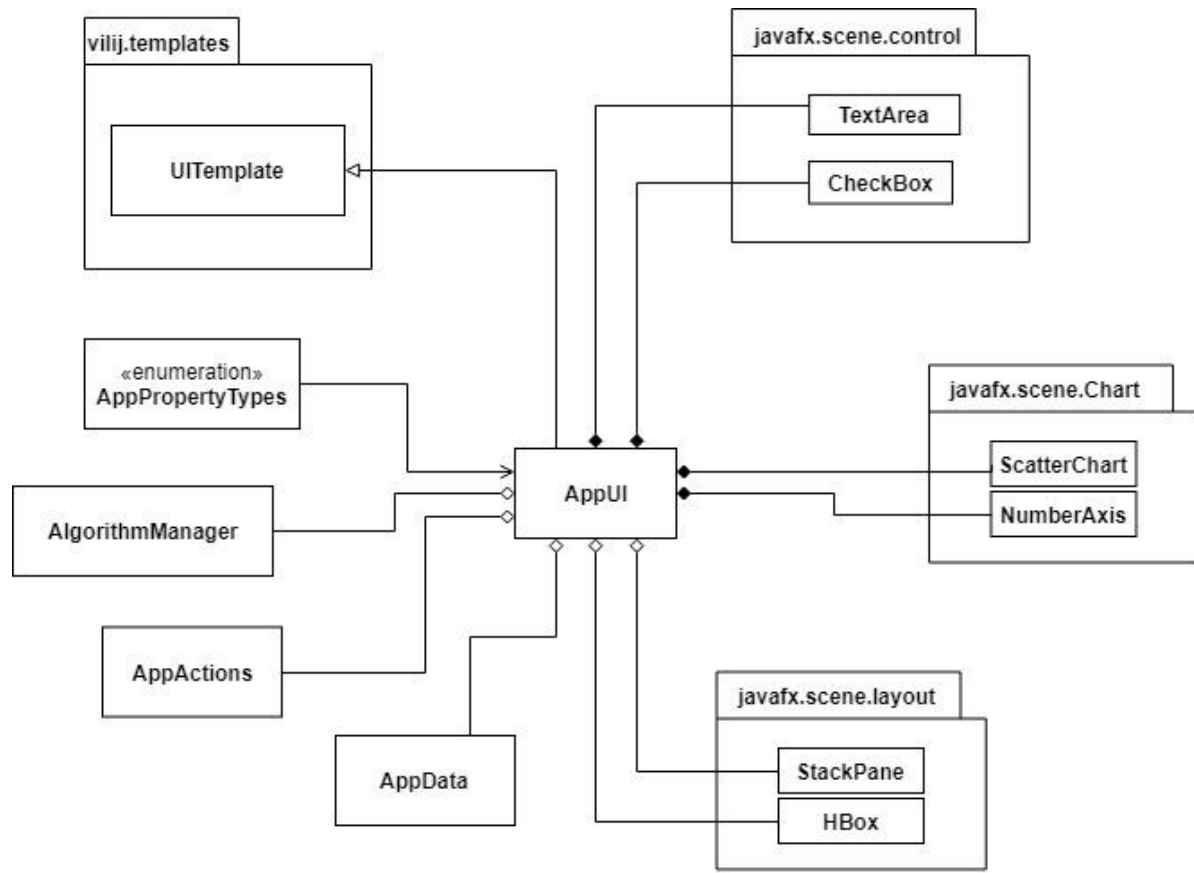 vilij.templates
UITemplate
javafx.scene.control
TextArea
CheckBox
«enumeration»
AppPropertyTypes
javafx.scene.Chart
ScatterChart
NumberAxis
AppUI
AlgorithmManager
AppActions
AppData
javafx.scene.layout
StackPane
HBox